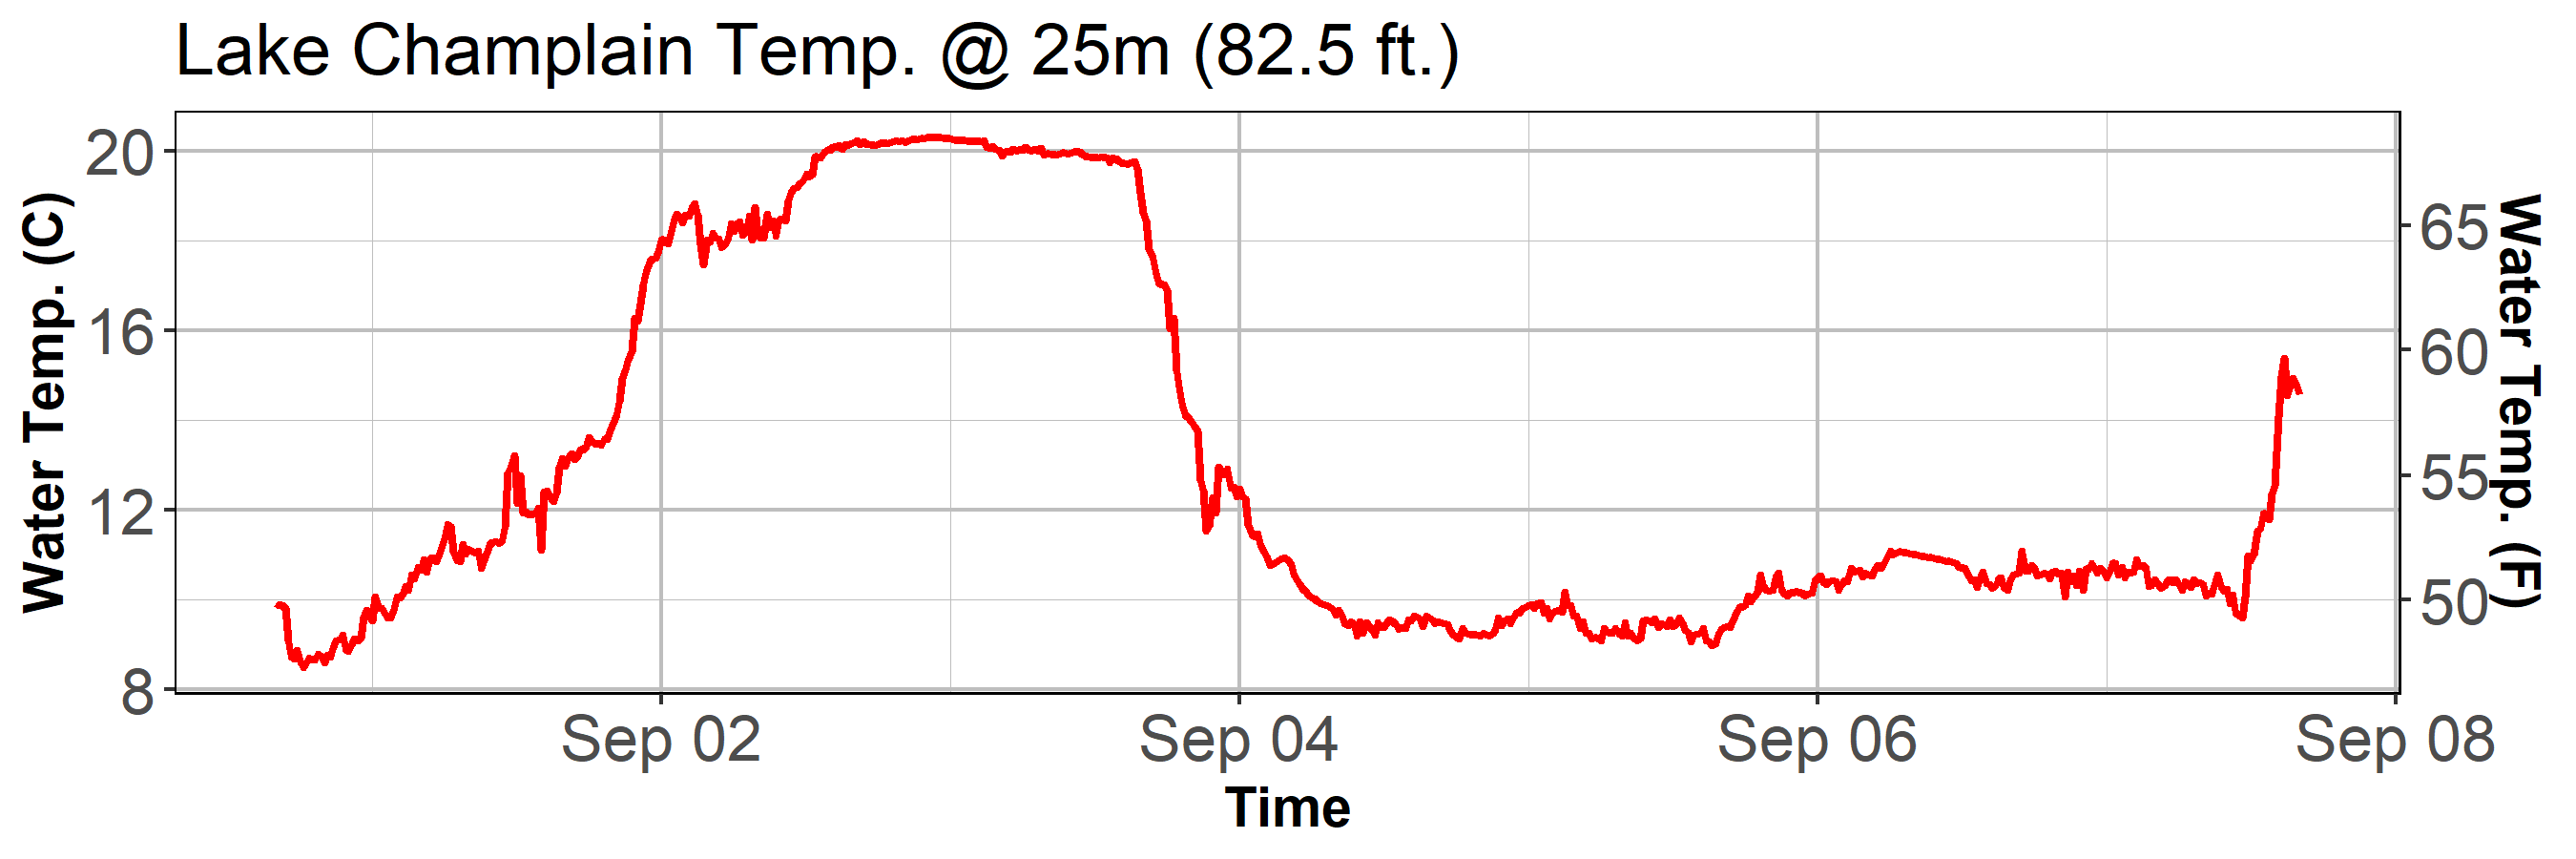 Lake Champlain Temp. @ 25m (82.5 ft.)
Water Temp. (C)
20
16
12
8
65
60
55
50
Water Temp. (F)
Sep 02 Sep 04 Sep 06 Sep 08
Time